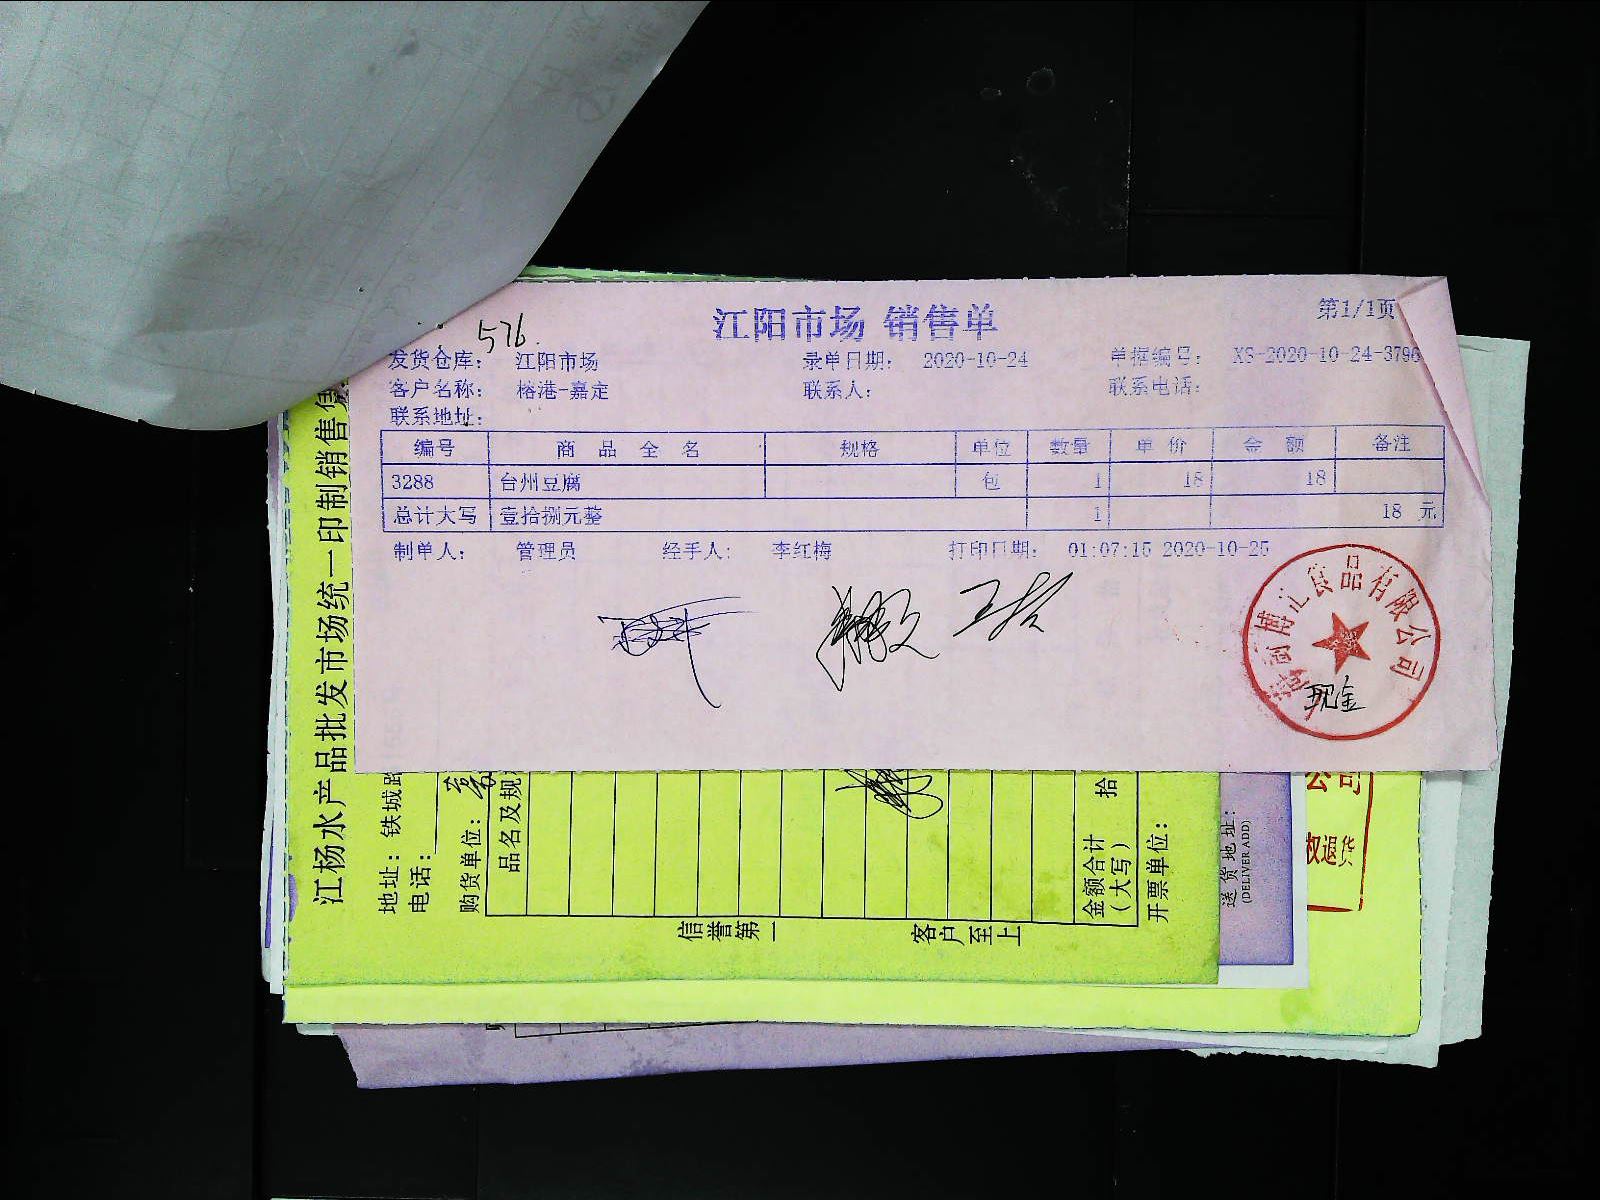 江阳市场 销售单
第1/1页
576
发货仓库: 江阳市场 录单日期: 2020-10-24 单据编号: XS-2020-10-24-3796
客户名称: 榕港-嘉定 联系人: 联系电话:
联系地址:
编号 商品全名 规格 单位 数量 单价 金额 备注
3288 台州豆腐 包 1 18 18
总计大写 壹拾捌元整 1 18 元
制单人: 管理员 经手人: 李红梅 打印日期: 01:07:15 2020-10-25
博汇食品有限公司
现金
江杨水产品批发市场统一印制销售
地址: 铁城路
电话:
购货单位:
品名及规
拾
金额合计
(大写)
开票单位:
信誉第一 客户至上
送货地址:
(DELIVER ADD)
公司
退货